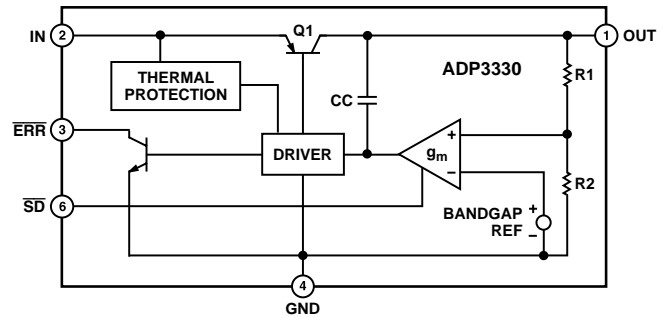 IN
2
Q1
1
OUT
THERMAL
PROTECTION
CC
ADP3330
R1
ERR
3
DRIVER
+
gm
−
R2
SD
6
BANDGAP
REF
+
−
4
GND